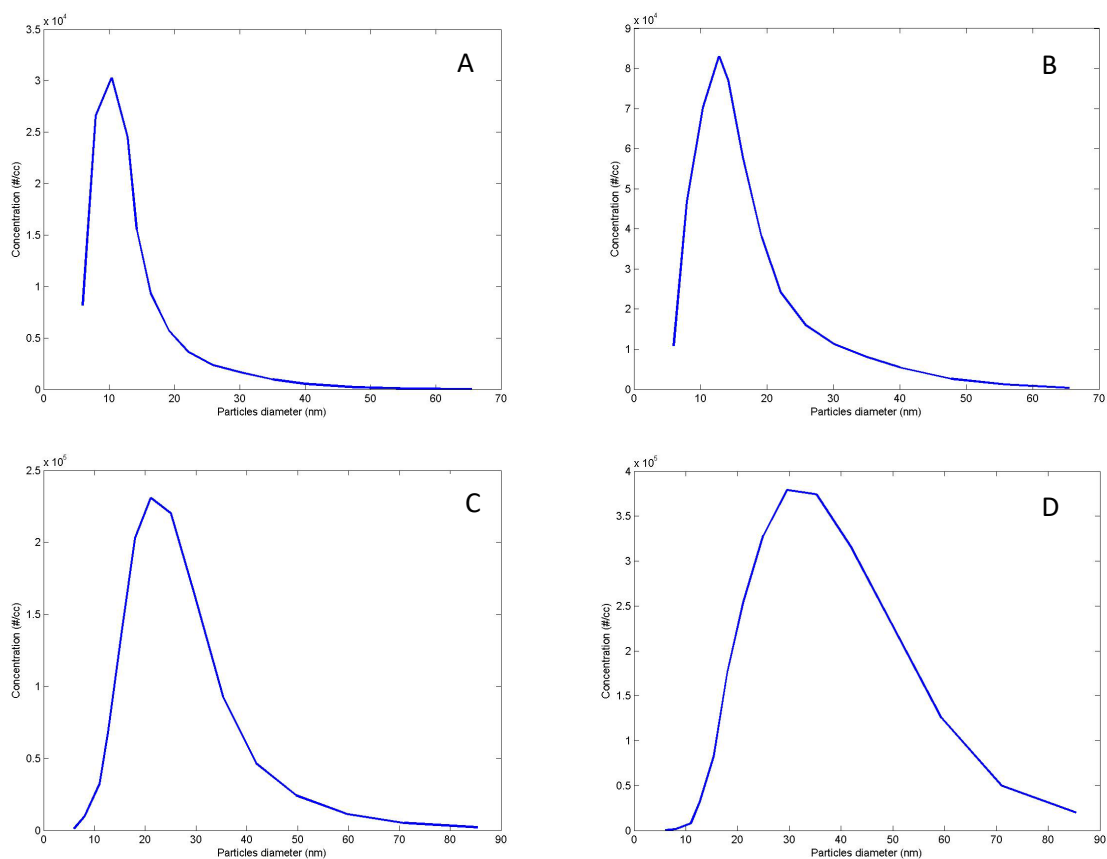 x 10^4
3.5
3
2.5
2
1.5
1
0.5
0
Concentration (#/cc)
A
0 10 20 30 40 50 60 70
Particles diameter (nm)
x 10^4
9
8
7
6
5
4
3
2
1
0
Concentration (#/cc)
B
0 10 20 30 40 50 60 70
Particles diameter (nm)
x 10^5
2.5
2
1.5
1
0.5
0
Concentration (#/cc)
C
0 10 20 30 40 50 60 70 80 90
Particles diameter (nm)
x 10^5
4
3.5
3
2.5
2
1.5
1
0.5
0
Concentration (#/cc)
D
0 10 20 30 40 50 60 70 80 90
Particles diameter (nm)